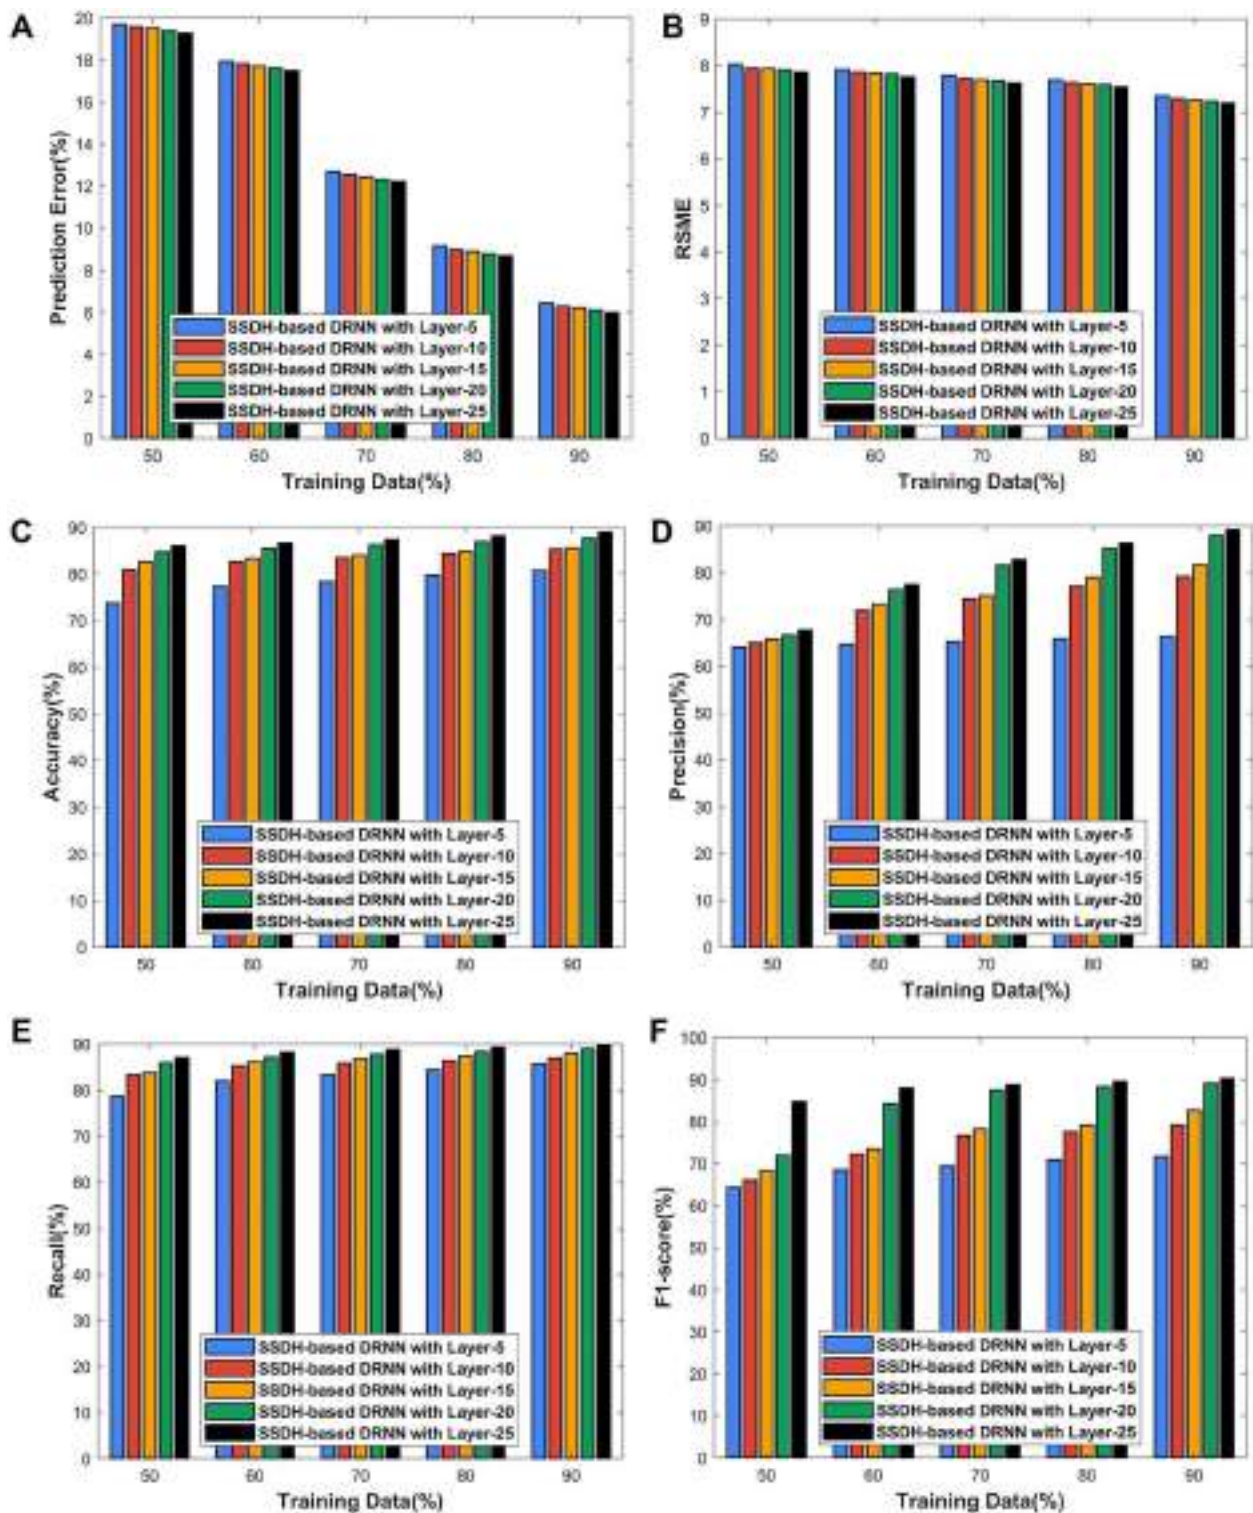 A
20
18
16
14
12
10
8
6
4
2
0
Prediction Error(%)
SSDH-based DRNN with Layer-5
SSDH-based DRNN with Layer-10
SSDH-based DRNN with Layer-15
SSDH-based DRNN with Layer-20
SSDH-based DRNN with Layer-25
50 60 70 80 90
Training Data(%)
B
9
8
7
6
5
4
3
2
1
0
RSME
SSDH-based DRNN with Layer-5
SSDH-based DRNN with Layer-10
SSDH-based DRNN with Layer-15
SSDH-based DRNN with Layer-20
SSDH-based DRNN with Layer-25
50 60 70 80 90
Training Data(%)
C
90
80
70
60
50
40
30
20
10
0
Accuracy(%)
SSDH-based DRNN with Layer-5
SSDH-based DRNN with Layer-10
SSDH-based DRNN with Layer-15
SSDH-based DRNN with Layer-20
SSDH-based DRNN with Layer-25
50 60 70 80 90
Training Data(%)
D
90
80
70
60
50
40
30
20
10
0
Precision(%)
SSDH-based DRNN with Layer-5
SSDH-based DRNN with Layer-10
SSDH-based DRNN with Layer-15
SSDH-based DRNN with Layer-20
SSDH-based DRNN with Layer-25
50 60 70 80 90
Training Data(%)
E
90
80
70
60
50
40
30
20
10
0
Recall(%)
SSDH-based DRNN with Layer-5
SSDH-based DRNN with Layer-10
SSDH-based DRNN with Layer-15
SSDH-based DRNN with Layer-20
SSDH-based DRNN with Layer-25
50 60 70 80 90
Training Data(%)
F
100
90
80
70
60
50
40
30
20
10
0
F1-score(%)
SSDH-based DRNN with Layer-5
SSDH-based DRNN with Layer-10
SSDH-based DRNN with Layer-15
SSDH-based DRNN with Layer-20
SSDH-based DRNN with Layer-25
50 60 70 80 90
Training Data(%)